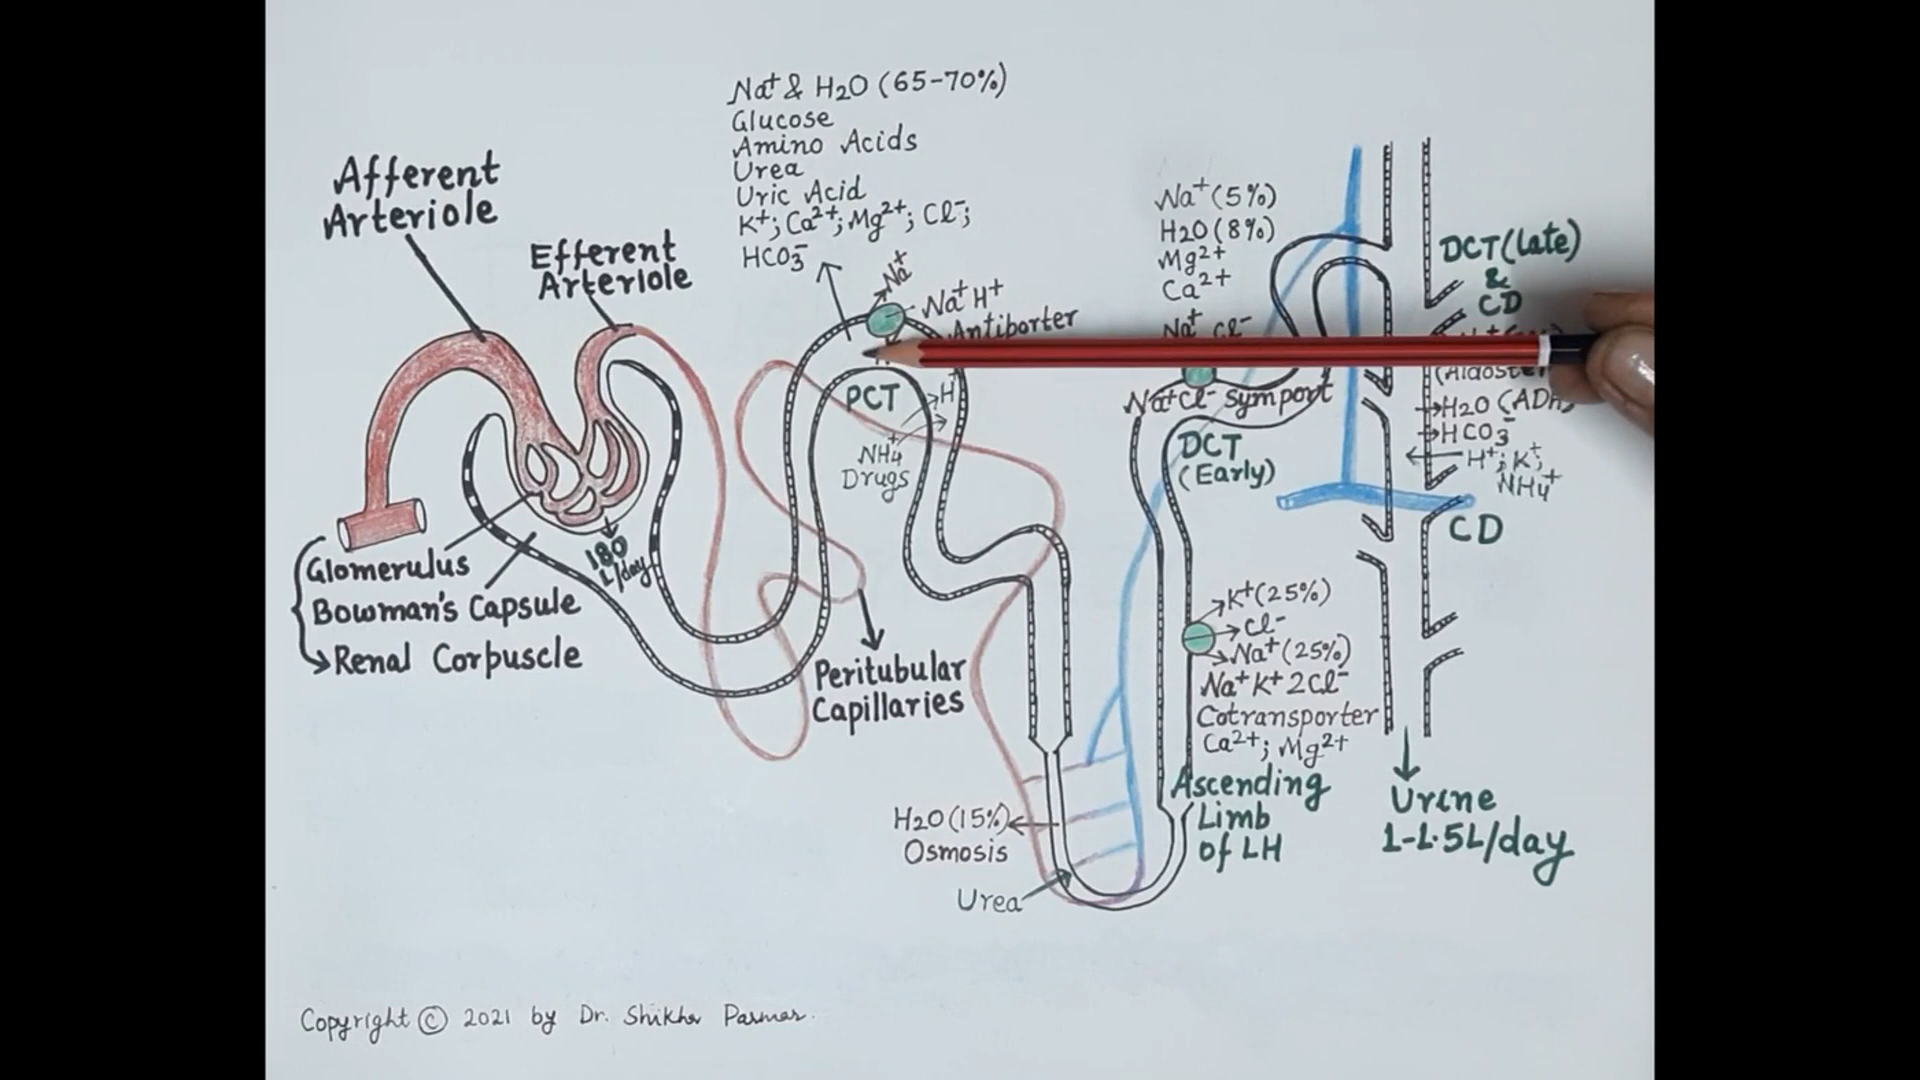 Na⁺ & H2O (65-70%)
Glucose
Amino Acids
Urea
Uric Acid
K⁺; Ca²⁺; Mg²⁺; Cl⁻;
HCO3⁻
Afferent
Arteriole
Efferent
Arteriole
Na⁺
Na⁺H⁺
Antiporter
PCT
H⁺
NH4⁺
Drugs
Glomerulus
Bowman's Capsule
Renal Corpuscle
180
L/day
Peritubular
Capillaries
H2O (15%)
Osmosis
Urea
Na⁺ (5%)
H2O (8%)
Mg²⁺
Ca²⁺
Na⁺ Cl⁻
Na⁺Cl⁻ Symport
DCT
(Early)
K⁺ (25%)
Cl⁻
Na⁺ (25%)
Na⁺K⁺2Cl⁻
Cotransporter
Ca²⁺; Mg²⁺
Ascending
Limb
of LH
DCT (Late)
&
CD
H2O (ADH)
HCO3⁻
H⁺; K⁺;
NH4⁺
CD
Urine
1-1.5L/day
Copyright © 2021 by Dr. Shikha Parmar.